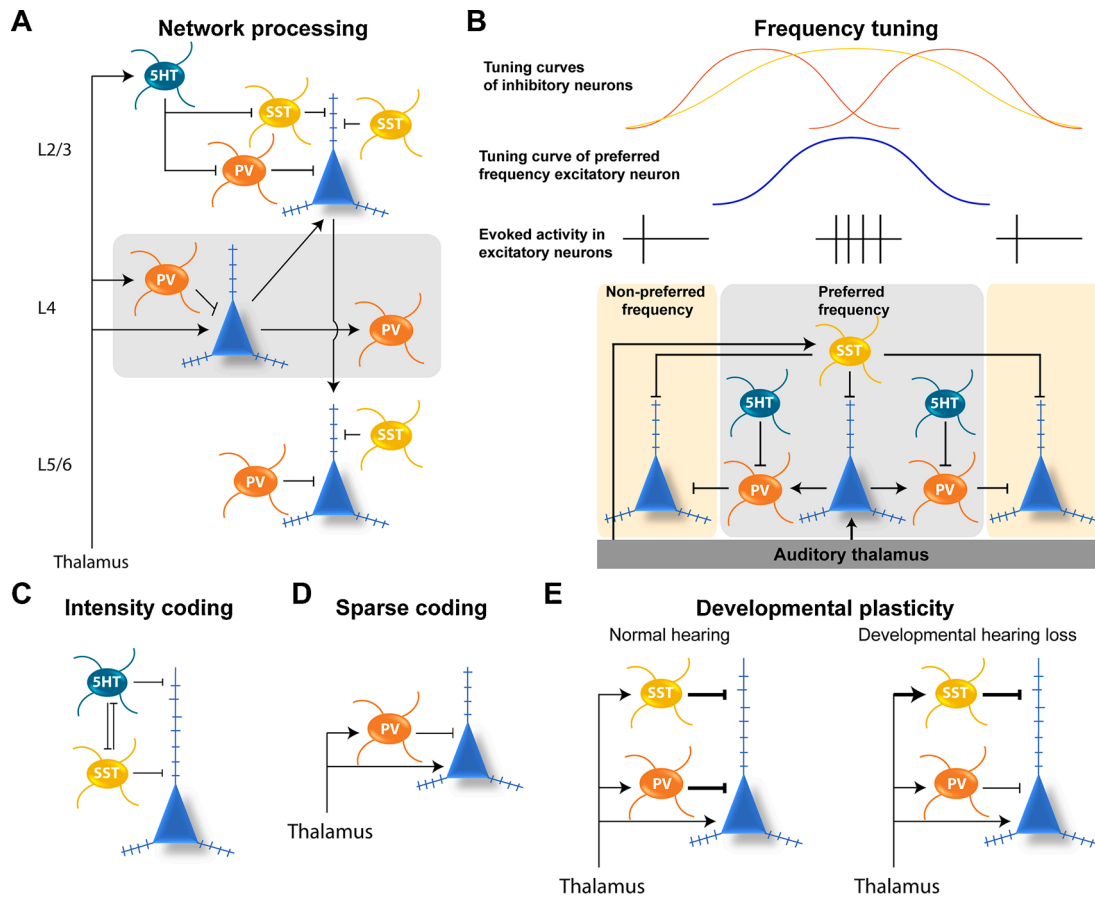 A
Network processing
5HT
SST
SST
L2/3
PV
PV
L4
PV
SST
L5/6
PV
Thalamus
B
Frequency tuning
Tuning curves
of inhibitory neurons
Tuning curve of preferred
frequency excitatory neuron
Evoked activity in
excitatory neurons
Non-preferred
frequency
Preferred
frequency
SST
5HT
5HT
PV
PV
Auditory thalamus
C
Intensity coding
5HT
SST
D
Sparse coding
PV
Thalamus
E
Developmental plasticity
Normal hearing
SST
PV
Thalamus
Developmental hearing loss
SST
PV
Thalamus